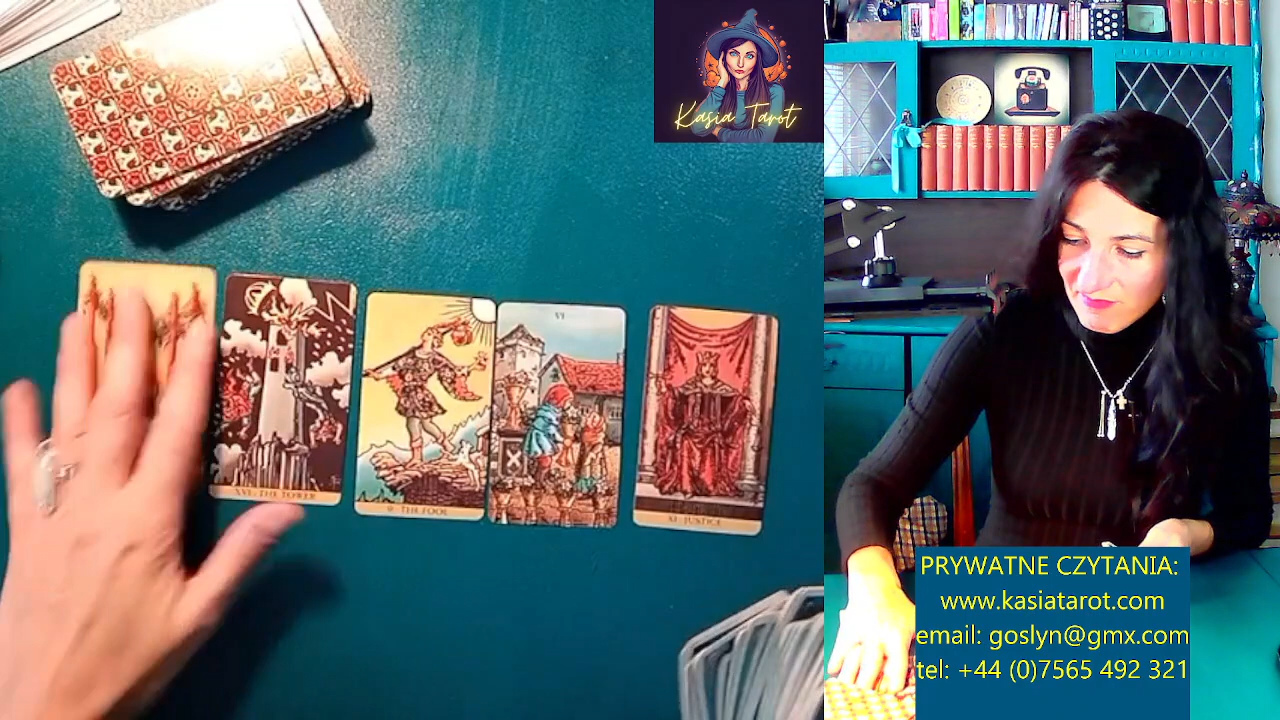 Kasia Tarot
XVI. THE TOWER
0. THE FOOL
VI
XI. JUSTICE
PRYWATNE CZYTANIA:
www.kasiatarot.com
email: goslyn@gmx.com
tel: +44 (0)7565 492 321